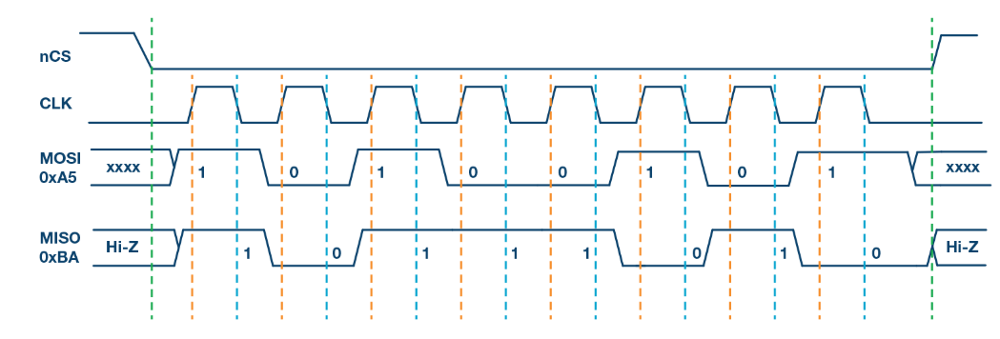 nCS
CLK
MOSI
0xA5
xxxx 1 0 1 0 0 1 0 1 xxxx
MISO
0xBA
Hi-Z 1 0 1 1 1 0 1 0 Hi-Z